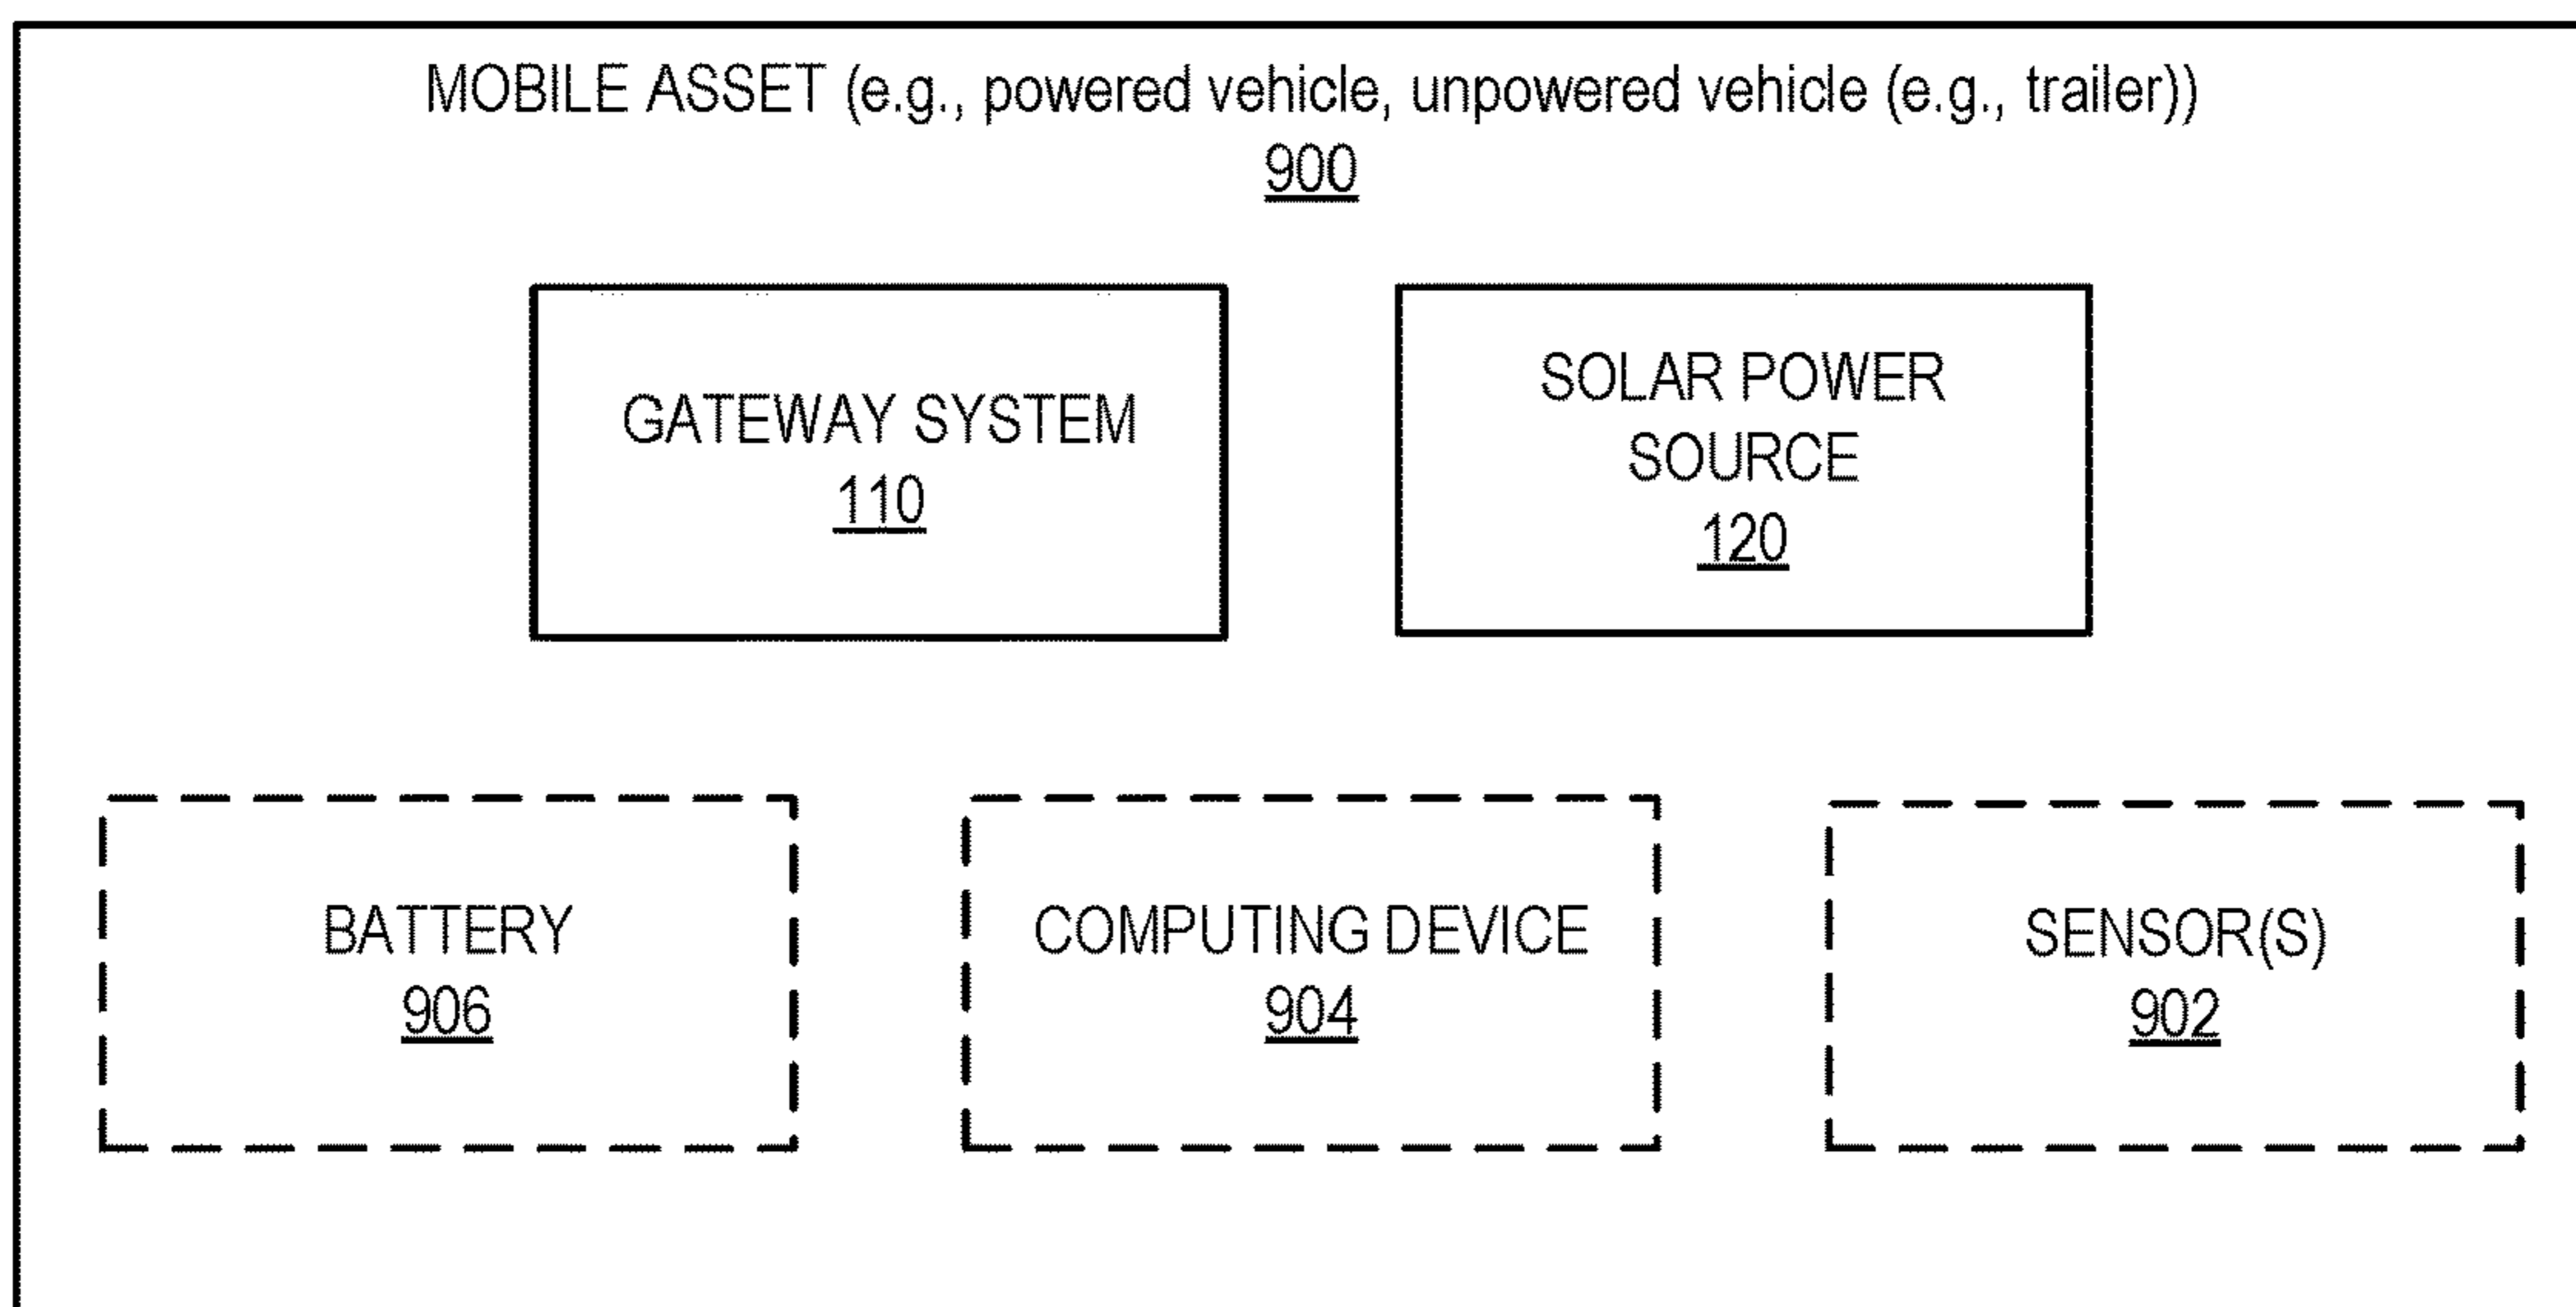 MOBILE ASSET (e.g., powered vehicle, unpowered vehicle (e.g., trailer))
900
GATEWAY SYSTEM
110
SOLAR POWER
SOURCE
120
BATTERY
906
COMPUTING DEVICE
904
SENSOR(S)
902